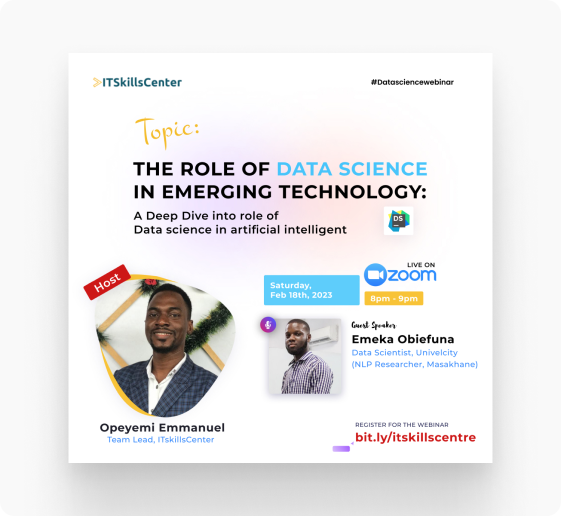 ITSkillsCenter
#Datasciencewebinar
Topic:
THE ROLE OF DATA SCIENCE
IN EMERGING TECHNOLOGY:
A Deep Dive into role of
Data science in artificial intelligent
DS
Host
LIVE ON
zoom
Saturday,
Feb 18th, 2023
8pm - 9pm
Guest Speaker
Emeka Obiefuna
Data Scientist, Univelcity
(NLP Researcher, Masakhane)
Opeyemi Emmanuel
Team Lead, ITskillsCenter
REGISTER FOR THE WEBINAR
bit.ly/itskillscentre